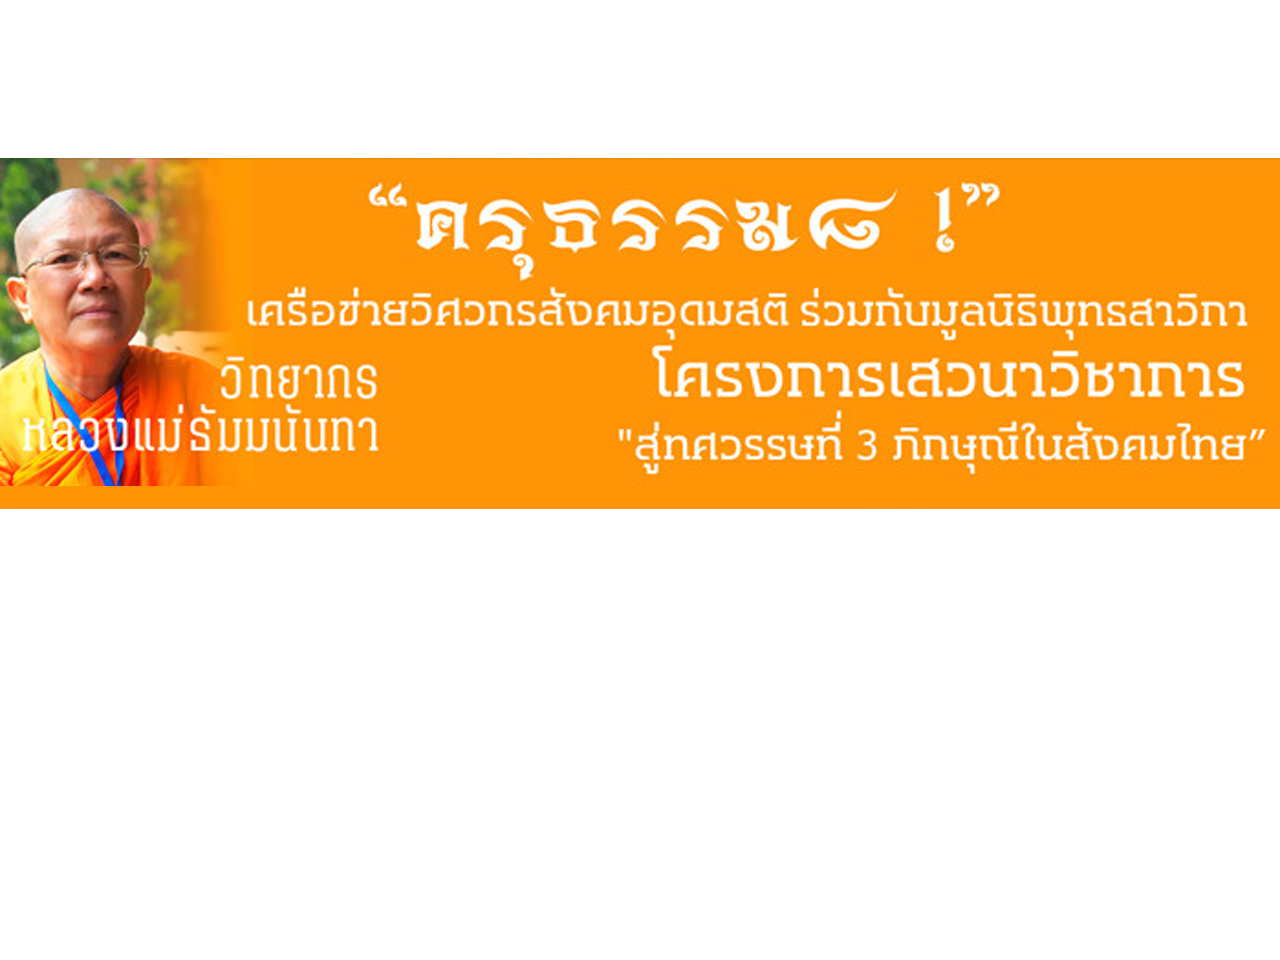 “ครุธรรม๘ !”
เครือข่ายวิศวกรสังคมอุดมสติ ร่วมกับมูลนิธิพุทธสาวิกา
โครงการเสวนาวิชาการ
"สู่ทศวรรษที่ 3 ภิกษุณีในสังคมไทย”
วิทยากร
หลวงแม่ธัมมนันทา